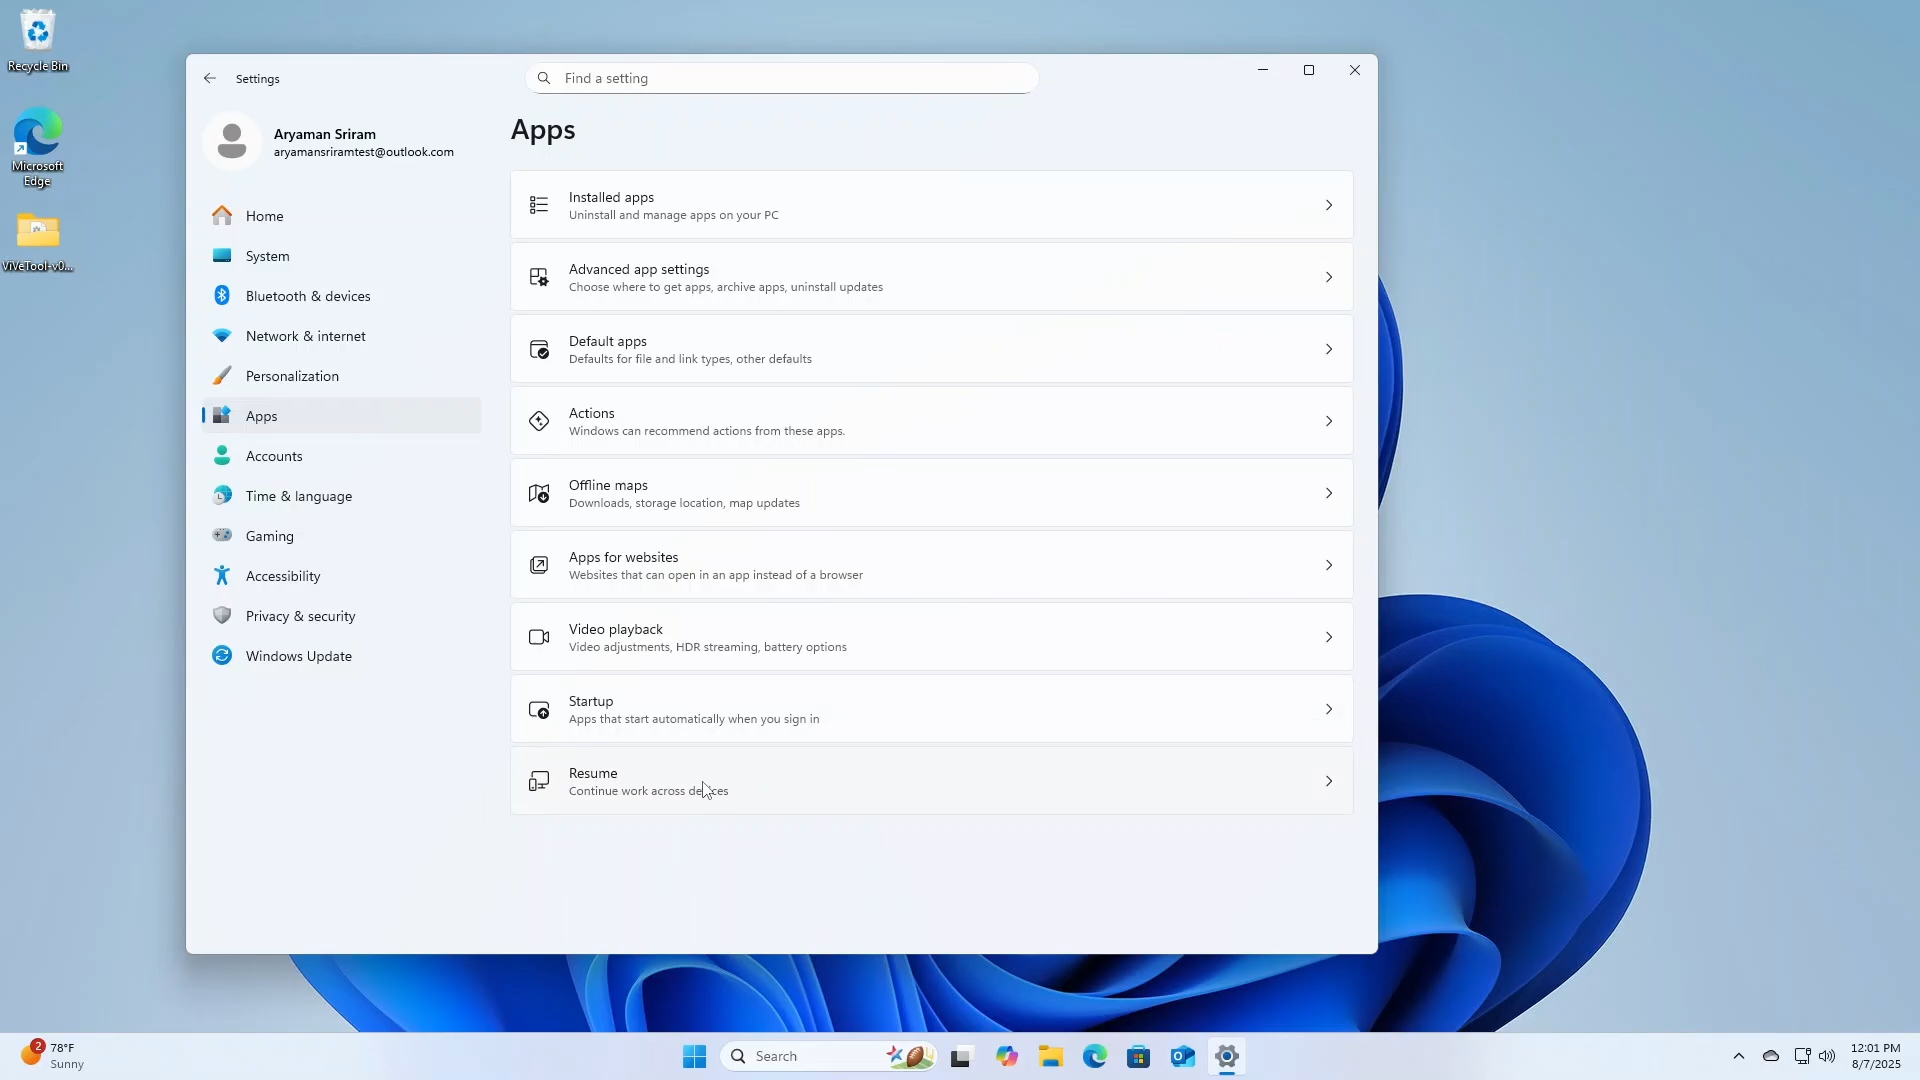 Recycle Bin
Microsoft
Edge
ViVeTool-v0...
Settings
Find a setting
Aryaman Sriram
aryamansriramtest@outlook.com
Home
System
Bluetooth & devices
Network & internet
Personalization
Apps
Accounts
Time & language
Gaming
Accessibility
Privacy & security
Windows Update
Apps
Installed apps
Uninstall and manage apps on your PC
Advanced app settings
Choose where to get apps, archive apps, uninstall updates
Default apps
Defaults for file and link types, other defaults
Actions
Windows can recommend actions from these apps.
Offline maps
Downloads, storage location, map updates
Apps for websites
Websites that can open in an app instead of a browser
Video playback
Video adjustments, HDR streaming, battery options
Startup
Apps that start automatically when you sign in
Resume
Continue work across devices
2
78°F
Sunny
Search
12:01 PM
8/7/2025